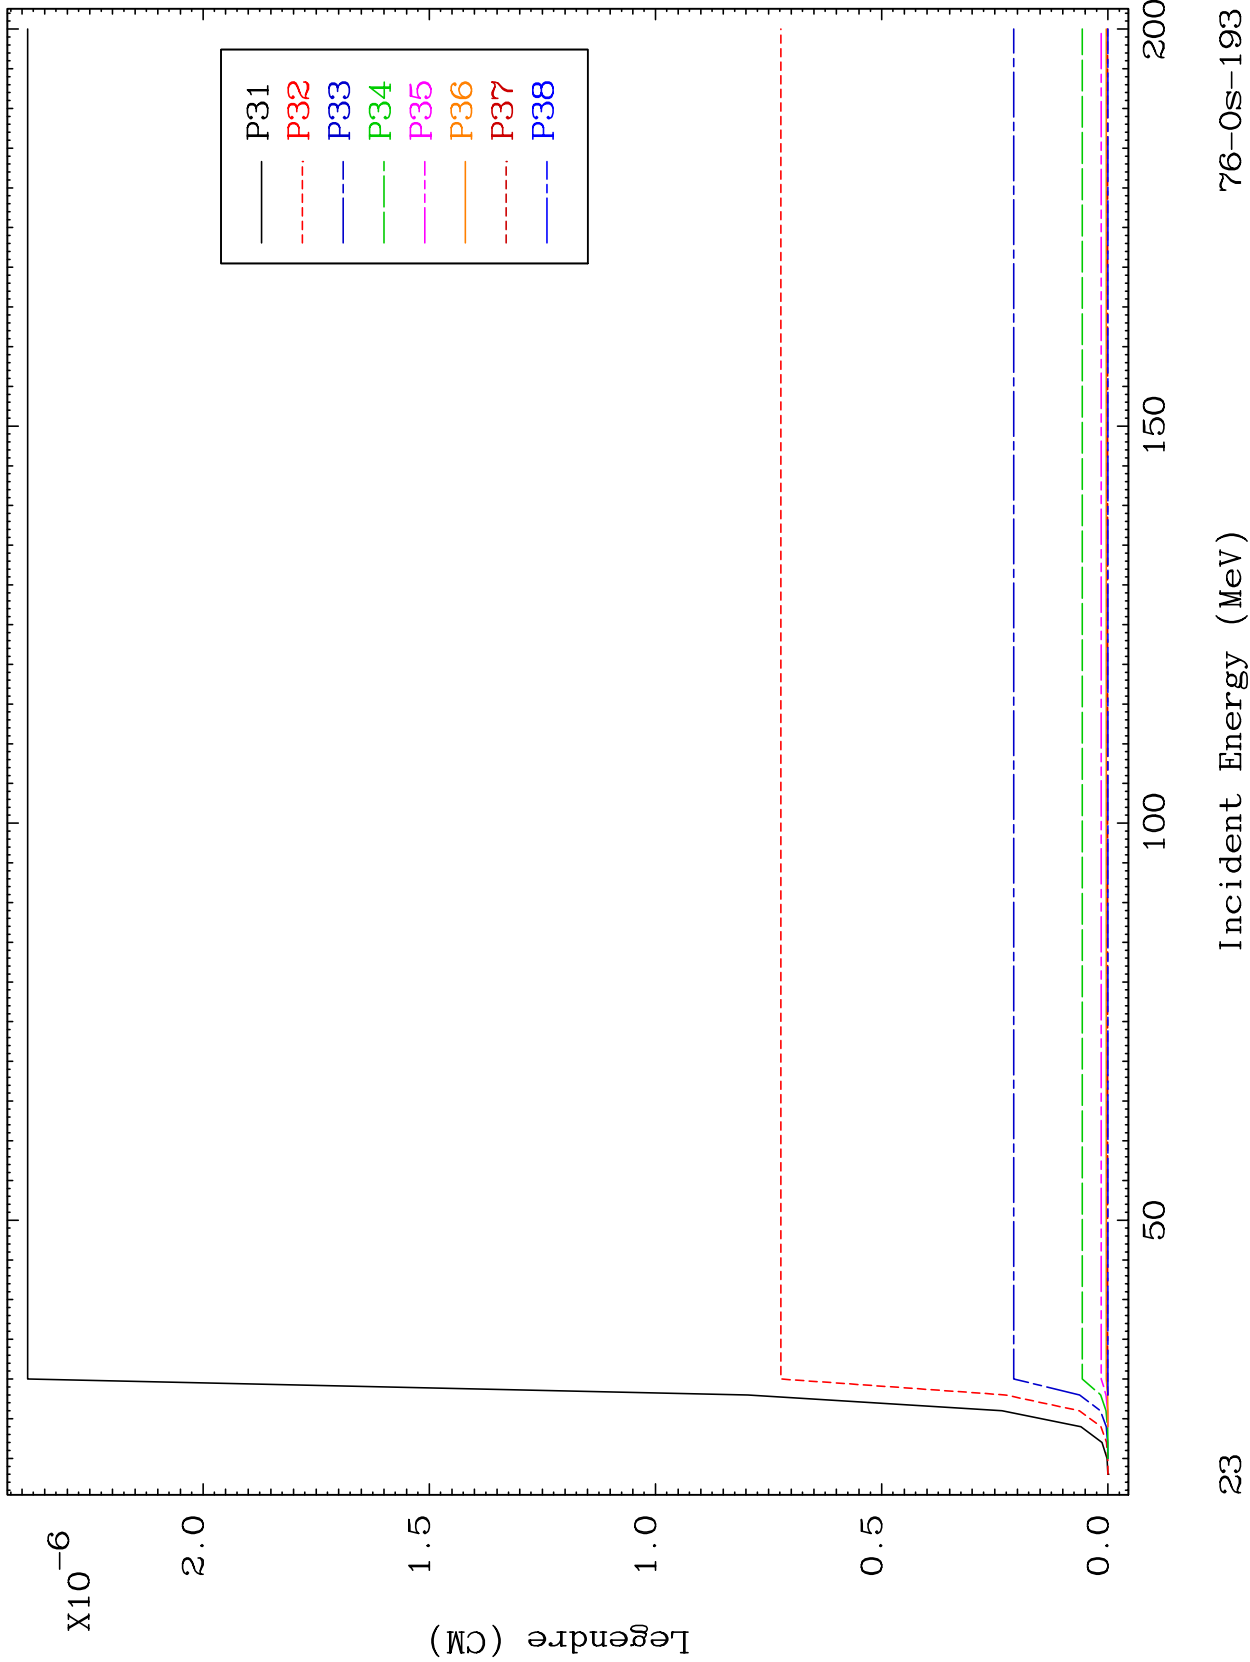 X10-6
2.0
1.5
1.0
0.5
0.0
Legendre (CM)
P31
P32
P33
P34
P35
P36
P37
P38
50
100
150
200
23
Incident Energy (MeV)
76-Os-193